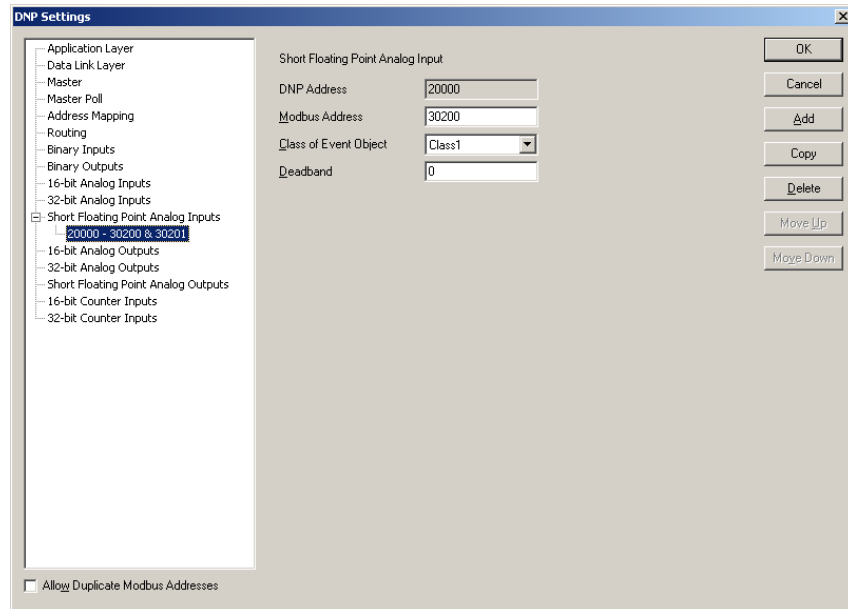 DNP Settings
Application Layer
Data Link Layer
Master
Master Poll
Address Mapping
Routing
Binary Inputs
Binary Outputs
16-bit Analog Inputs
32-bit Analog Inputs
Short Floating Point Analog Inputs
20000 - 30200 & 30201
16-bit Analog Outputs
32-bit Analog Outputs
Short Floating Point Analog Outputs
16-bit Counter Inputs
32-bit Counter Inputs
Allow Duplicate Modbus Addresses
Short Floating Point Analog Input
DNP Address 20000
Modbus Address 30200
Class of Event Object Class1
Deadband 0
OK
Cancel
Add
Copy
Delete
Move Up
Move Down